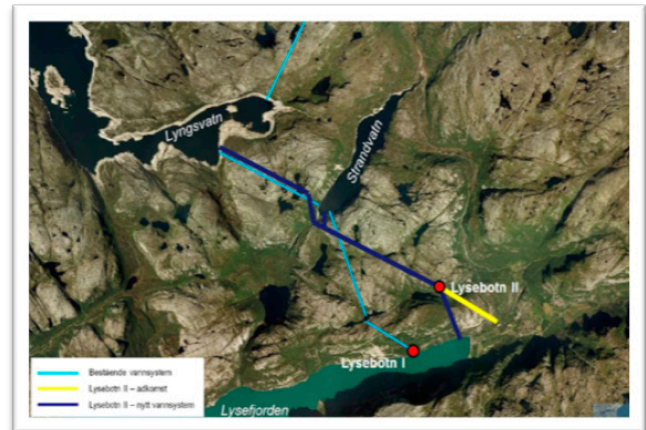 Lyngsvatn
Strandvatn
Lysebotn II
Lysebotn I
Bestående vannsystem
Lysebotn II – adkomst
Lysebotn II – nytt vannsystem
Lysefjorden